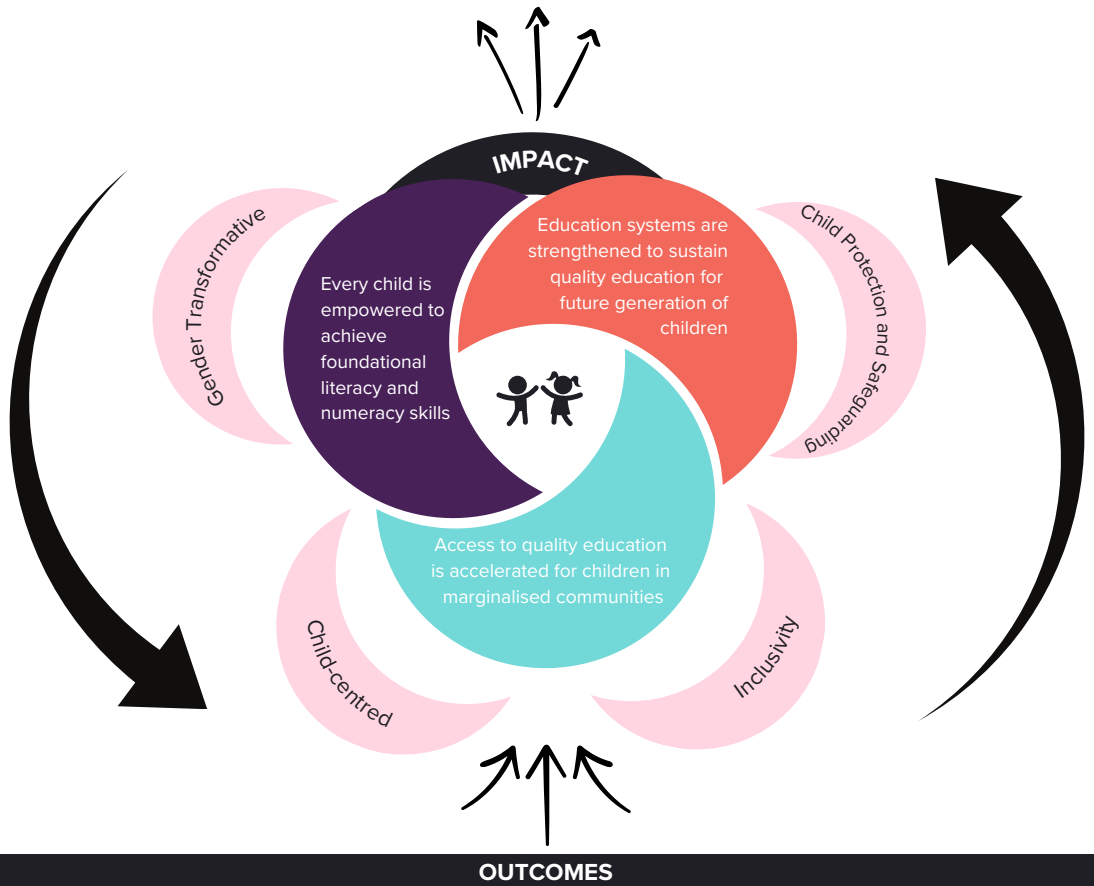 IMPACT
Gender Transformative
Every child is
empowered to
achieve
foundational
literacy and
numeracy skills
Education systems are
strengthened to sustain
quality education for
future generation of
children
Child Protection and Safeguarding
Access to quality education
is accelerated for children in
marginalised communities
Child-centred
Inclusivity
OUTCOMES